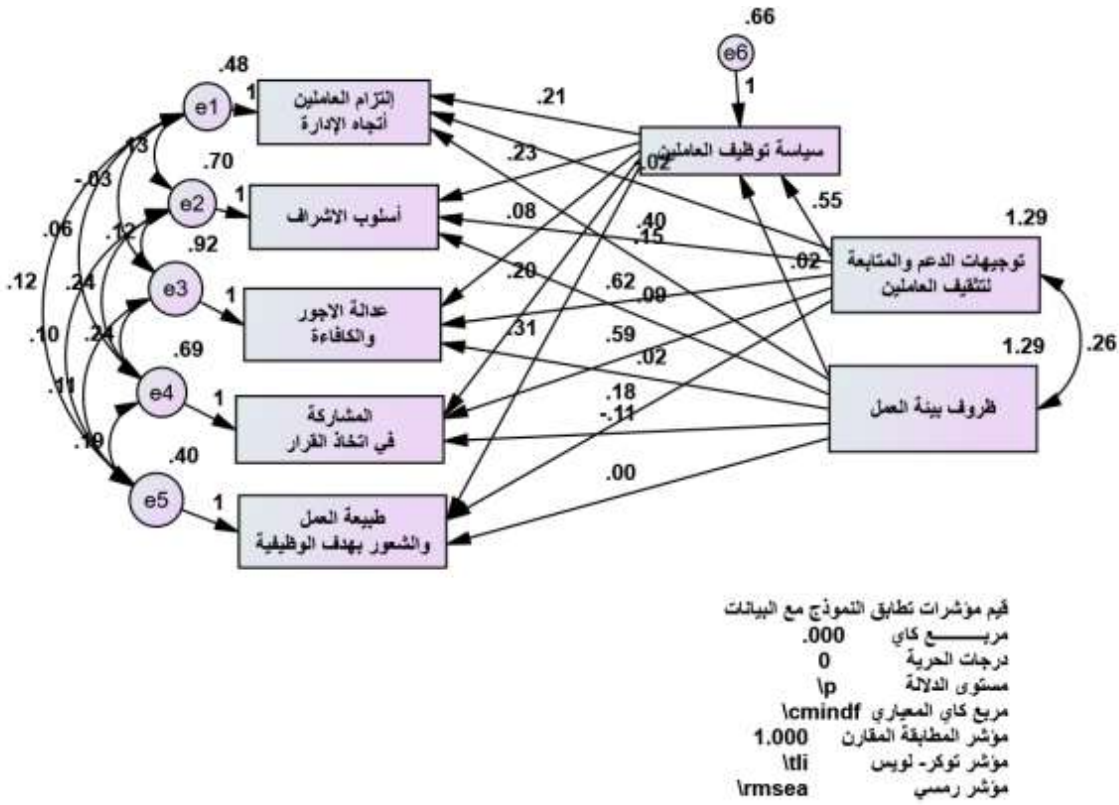 .66
e6
1
.48
1
e1
إلتزام العاملين
أتجاه الإدارة
.21
سياسة توظيف العاملين
.13
-.03
.70
1
e2
أسلوب الاشراف
.23
.02
.55
1.29
.06
.12
.92
.08
.40
.15
.02
توجيهات الدعم والمتابعة
لتثقيف العاملين
.12
.24
e3
1
عدالة الاجور
والكافاءة
.20
.62
.09
.10
.24
.69
.31
.59
.02
1.29
.26
e4
1
المشاركة
في اتخاذ القرار
.18
-.11
ظروف بيئة العمل
.11
.19
.40
e5
1
طبيعة العمل
والشعور بهدف الوظيفية
.00
قيم مؤشرات تطابق النموذج مع البيانات
مربــــــع كاي .000
درجات الحرية 0
مستوى الدلالة \p
مربع كاي المعياري \cmindf
مؤشر المطابقة المقارن 1.000
مؤشر توكر- لويس \tli
مؤشر رمسي \rmsea